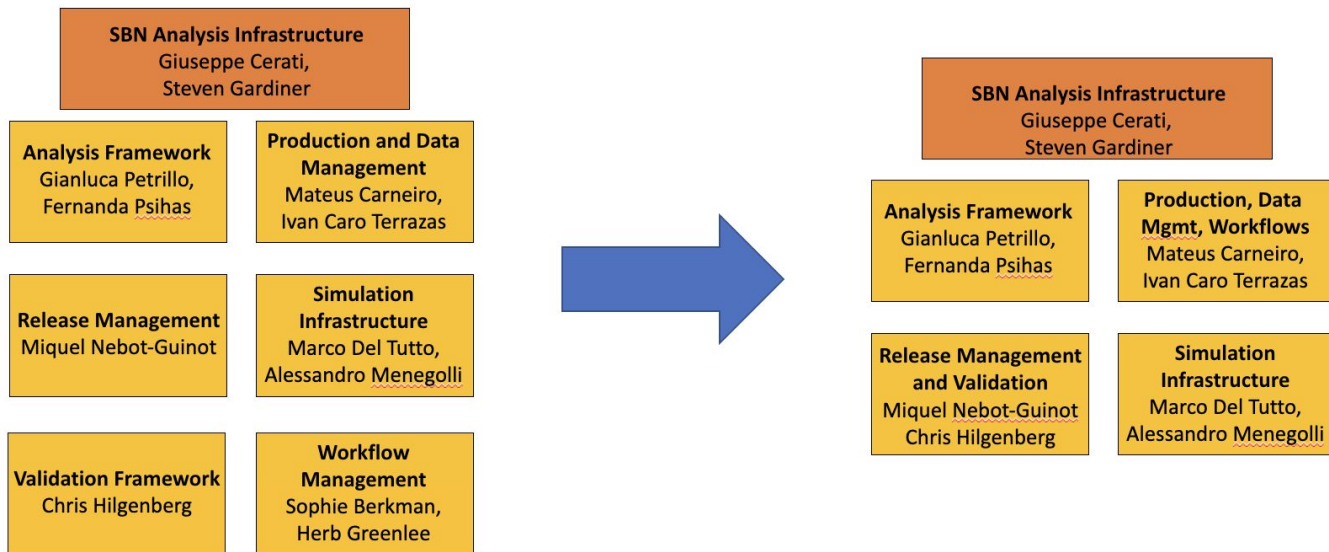 SBN Analysis Infrastructure
Giuseppe Cerati,
Steven Gardiner
Analysis Framework
Gianluca Petrillo,
Fernanda Psihas
Production and Data
Management
Mateus Carneiro,
Ivan Caro Terrazas
Release Management
Miquel Nebot-Guinot
Simulation
Infrastructure
Marco Del Tutto,
Alessandro Menegolli
Validation Framework
Chris Hilgenberg
Workflow
Management
Sophie Berkman,
Herb Greenlee
SBN Analysis Infrastructure
Giuseppe Cerati,
Steven Gardiner
Analysis Framework
Gianluca Petrillo,
Fernanda Psihas
Production, Data
Mgmt, Workflows
Mateus Carneiro,
Ivan Caro Terrazas
Release Management
and Validation
Miquel Nebot-Guinot
Chris Hilgenberg
Simulation
Infrastructure
Marco Del Tutto,
Alessandro Menegolli